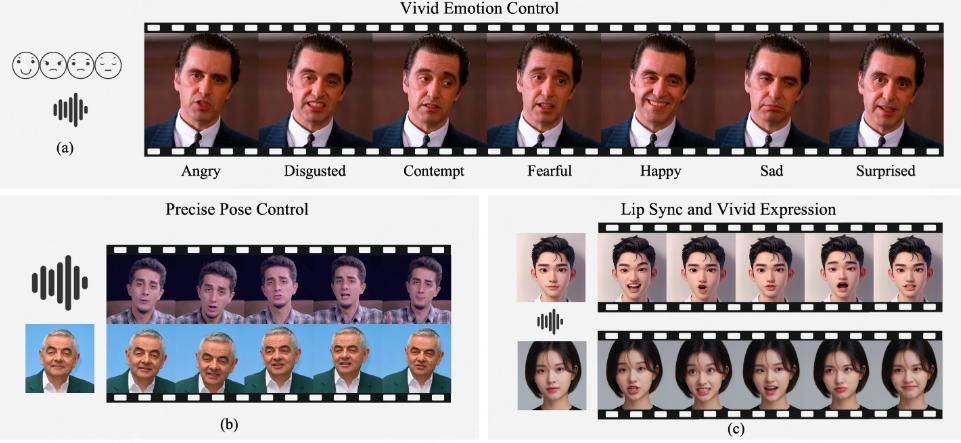 Vivid Emotion Control
(a)
Angry Disgusted Contempt Fearful Happy Sad Surprised
Precise Pose Control
(b)
Lip Sync and Vivid Expression
(c)